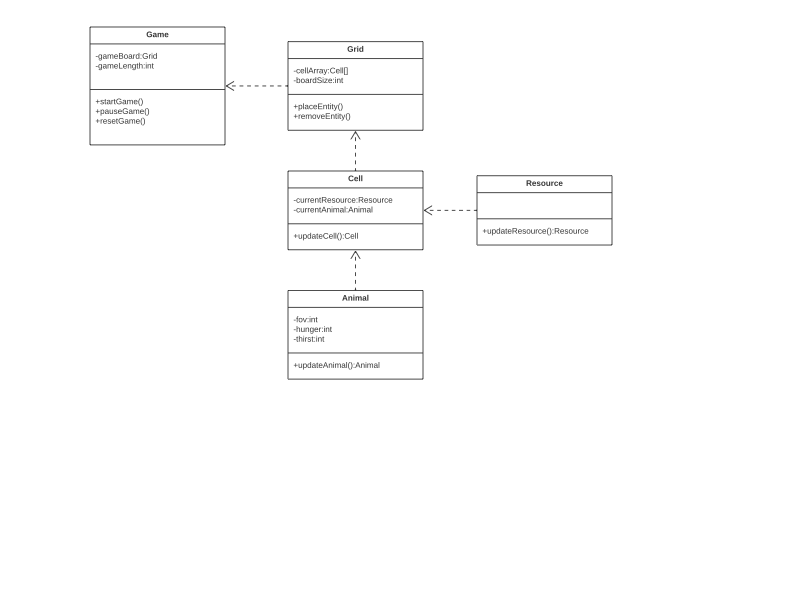 Game
-gameBoard:Grid
-gameLength:int
+startGame()
+pauseGame()
+resetGame()
Grid
-cellArray:Cell[]
-boardSize:int
+placeEntity()
+removeEntity()
Cell
-currentResource:Resource
-currentAnimal:Animal
+updateCell():Cell
Resource
+updateResource():Resource
Animal
-fov:int
-hunger:int
-thirst:int
+updateAnimal():Animal